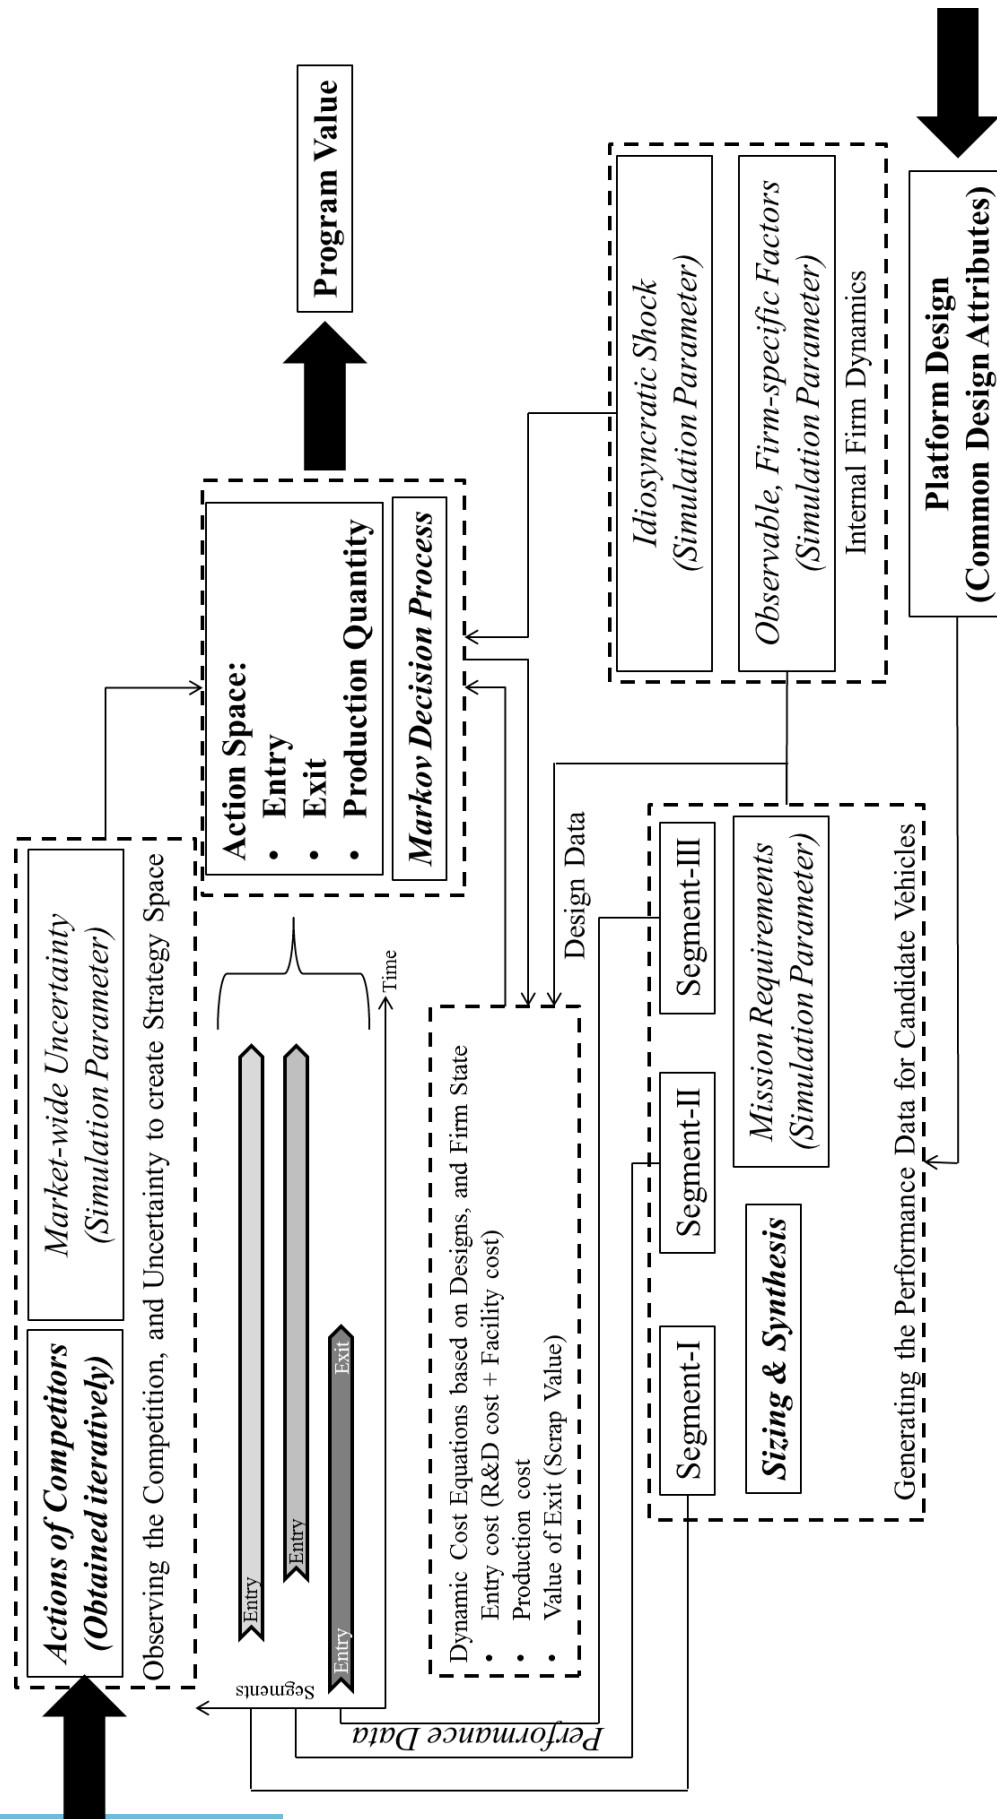 Actions of Competitors
(Obtained iteratively)
Market-wide Uncertainty
(Simulation Parameter)
Observing the Competition, and Uncertainty to create Strategy Space
Segments
Entry
Entry
Entry
Exit
Time
Action Space:
• Entry
• Exit
• Production Quantity
Markov Decision Process
Program Value
Performance Data
Dynamic Cost Equations based on Designs, and Firm State
• Entry cost (R&D cost + Facility cost)
• Production cost
• Value of Exit (Scrap Value)
Design Data
Segment-I
Segment-II
Segment-III
Sizing & Synthesis
Mission Requirements
(Simulation Parameter)
Generating the Performance Data for Candidate Vehicles
Idiosyncratic Shock
(Simulation Parameter)
Observable, Firm-specific Factors
(Simulation Parameter)
Internal Firm Dynamics
Platform Design
(Common Design Attributes)